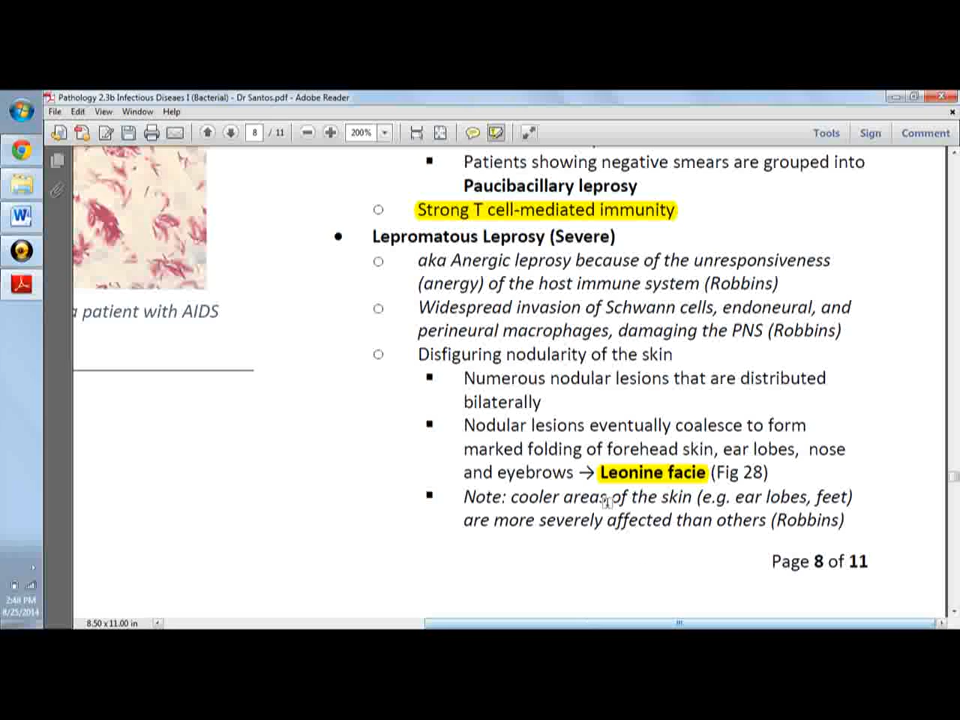 Pathology 2.3b Infectious Diseaes I (Bacterial) - Dr Santos.pdf - Adobe Reader
File Edit View Window Help
8 / 11 200% Tools Sign Comment
▪ Patients showing negative smears are grouped into
Paucibacillary leprosy
○ Strong T cell-mediated immunity
● Lepromatous Leprosy (Severe)
○ aka Anergic leprosy because of the unresponsiveness
(anergy) of the host immune system (Robbins)
○ Widespread invasion of Schwann cells, endoneural, and
perineural macrophages, damaging the PNS (Robbins)
○ Disfiguring nodularity of the skin
▪ Numerous nodular lesions that are distributed
bilaterally
▪ Nodular lesions eventually coalesce to form
marked folding of forehead skin, ear lobes, nose
and eyebrows → Leonine facie (Fig 28)
▪ Note: cooler areas of the skin (e.g. ear lobes, feet)
are more severely affected than others (Robbins)
patient with AIDS
Page 8 of 11
2:48 PM
8/25/2014
8.50 x 11.00 in